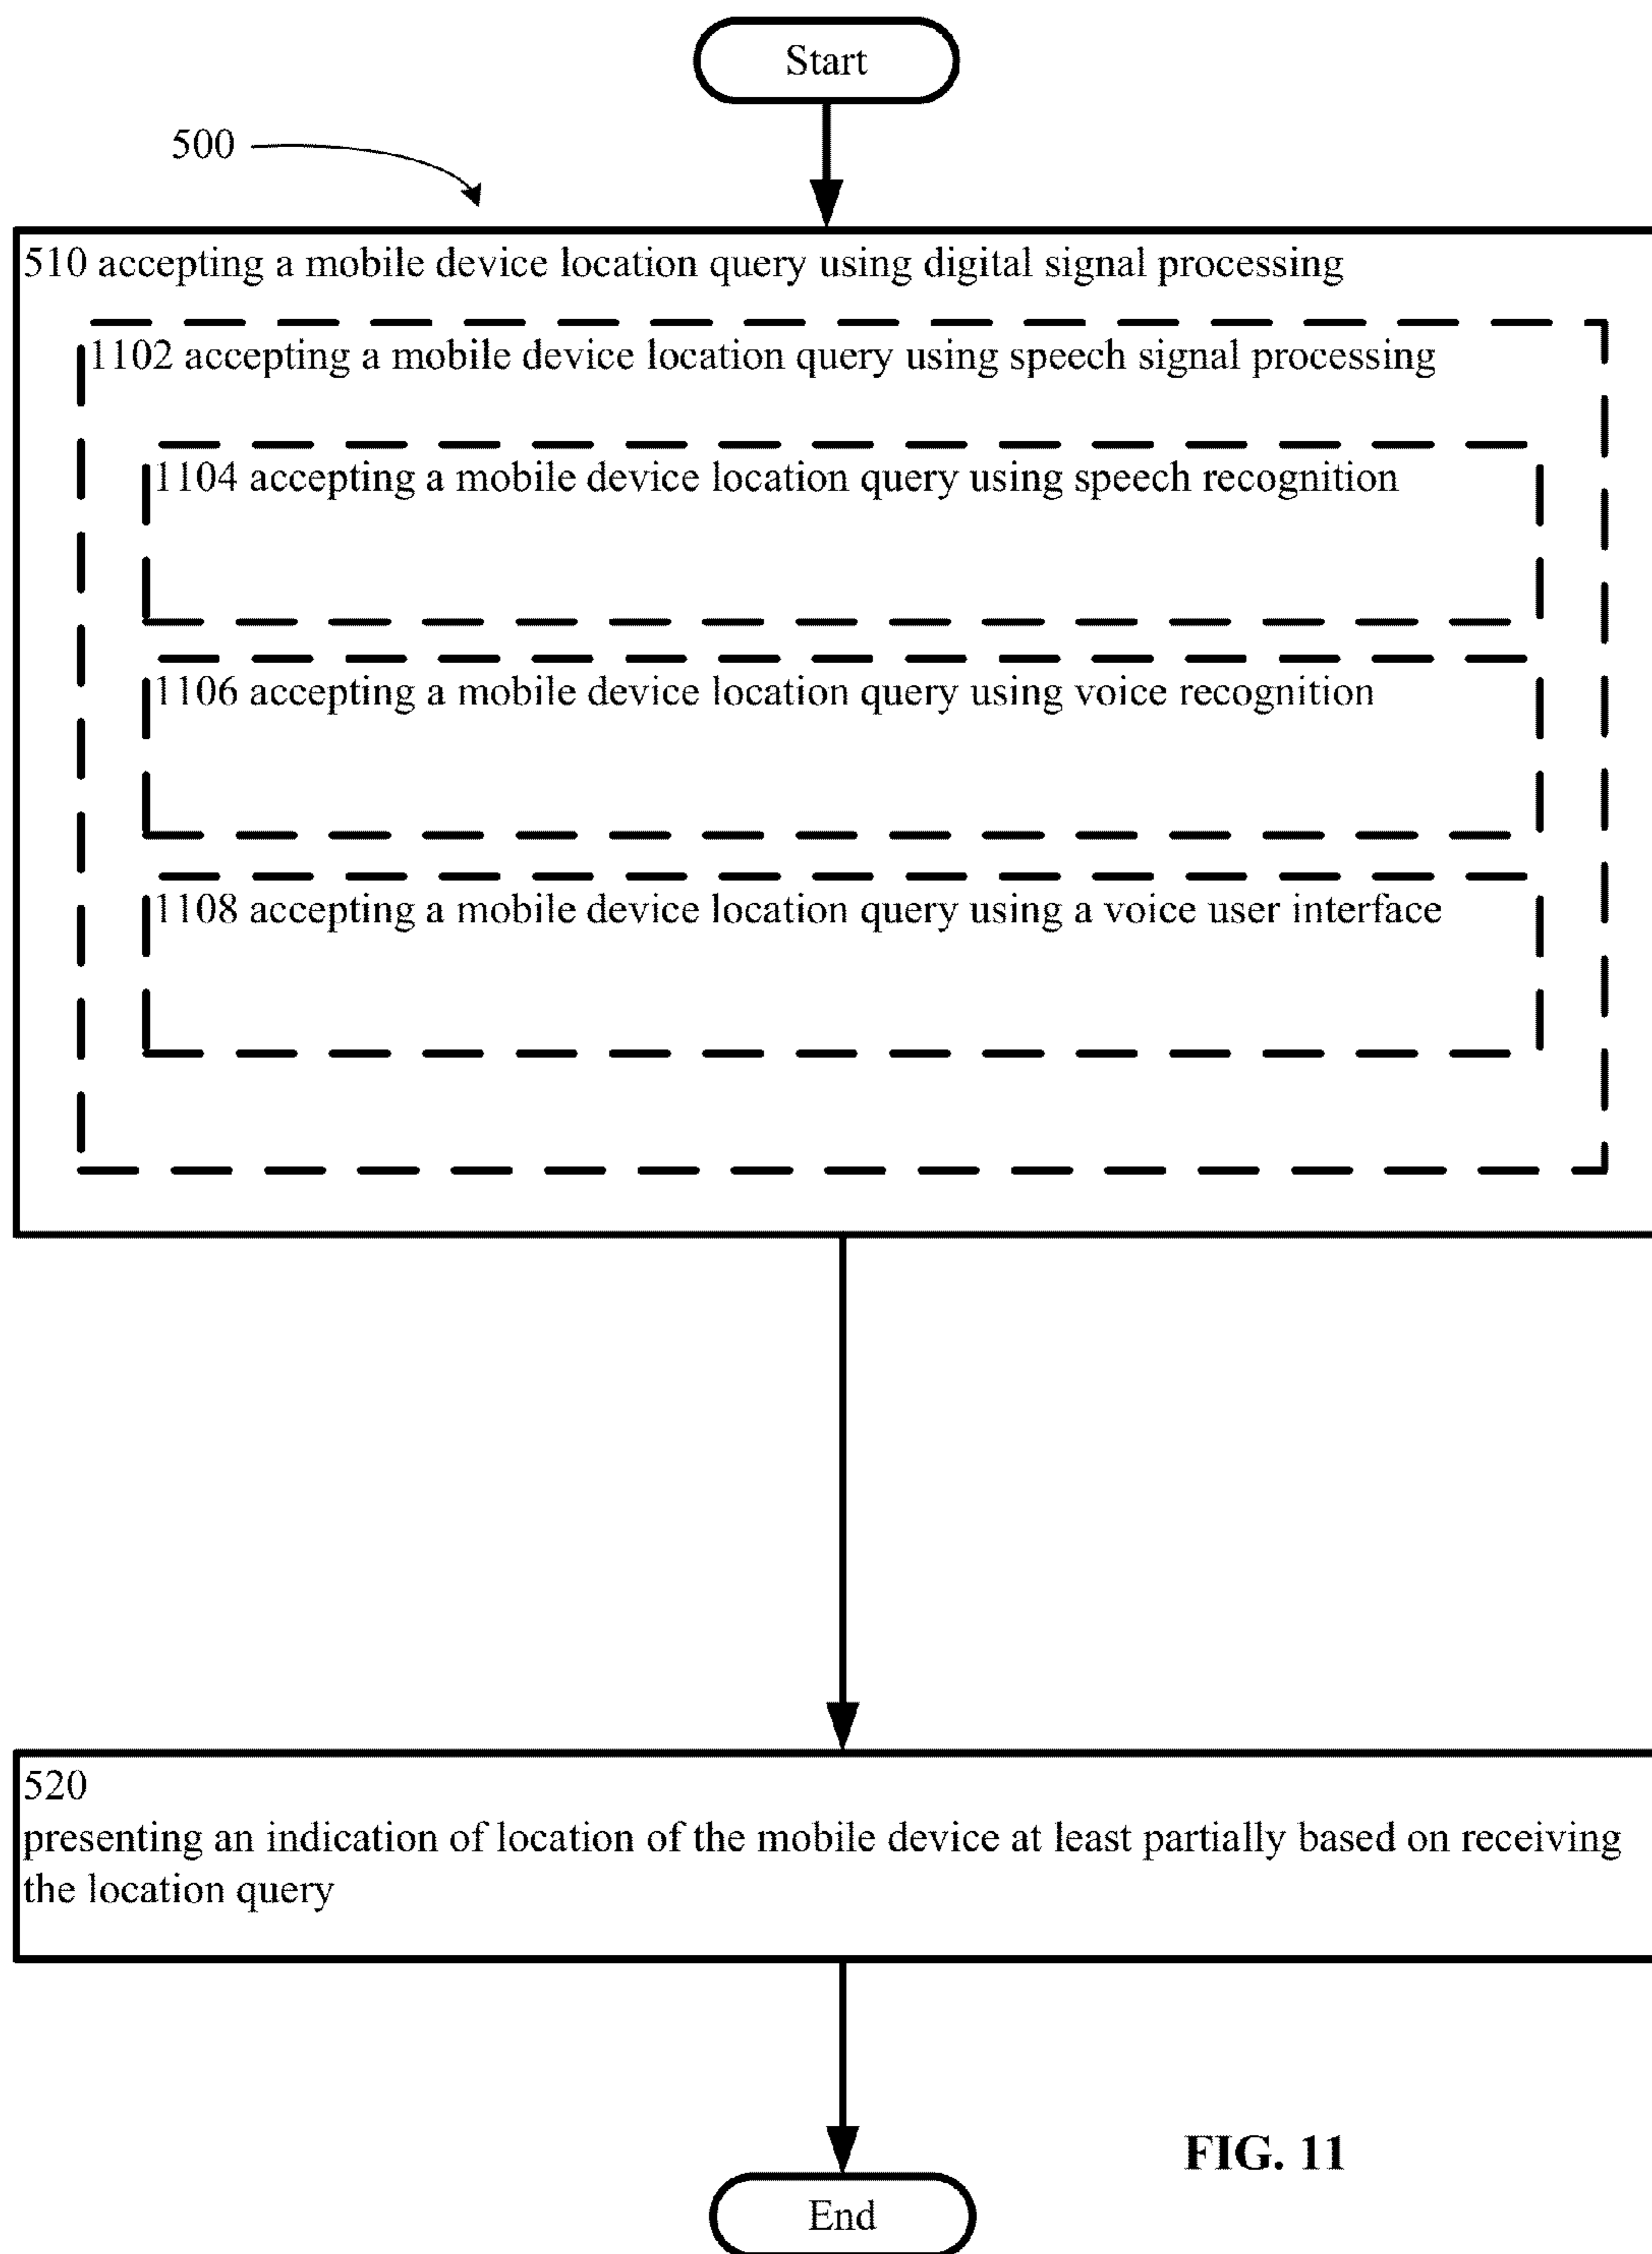 Start
500
510 accepting a mobile device location query using digital signal processing
1102 accepting a mobile device location query using speech signal processing
1104 accepting a mobile device location query using speech recognition
1106 accepting a mobile device location query using voice recognition
1108 accepting a mobile device location query using a voice user interface
520
presenting an indication of location of the mobile device at least partially based on receiving
the location query
FIG. 11
End